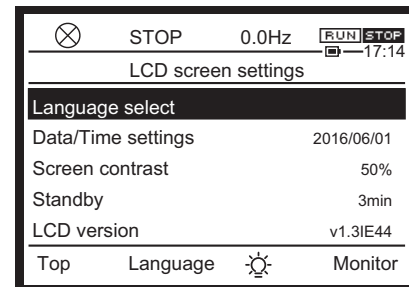 STOP 0.0Hz RUN STOP
17:14
LCD screen settings
Language select
Data/Time settings 2016/06/01
Screen contrast 50%
Standby 3min
LCD version v1.3IE44
Top Language Monitor